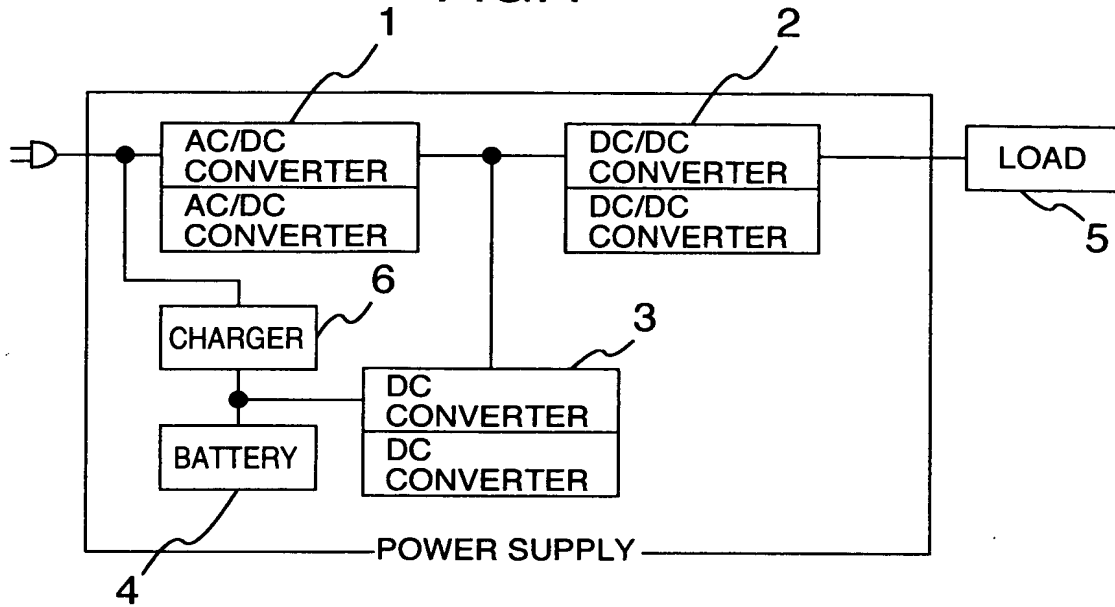 1
2
AC/DC
CONVERTER
AC/DC
CONVERTER
DC/DC
CONVERTER
DC/DC
CONVERTER
LOAD
5
6
CHARGER
3
DC
CONVERTER
DC
CONVERTER
BATTERY
POWER SUPPLY
4